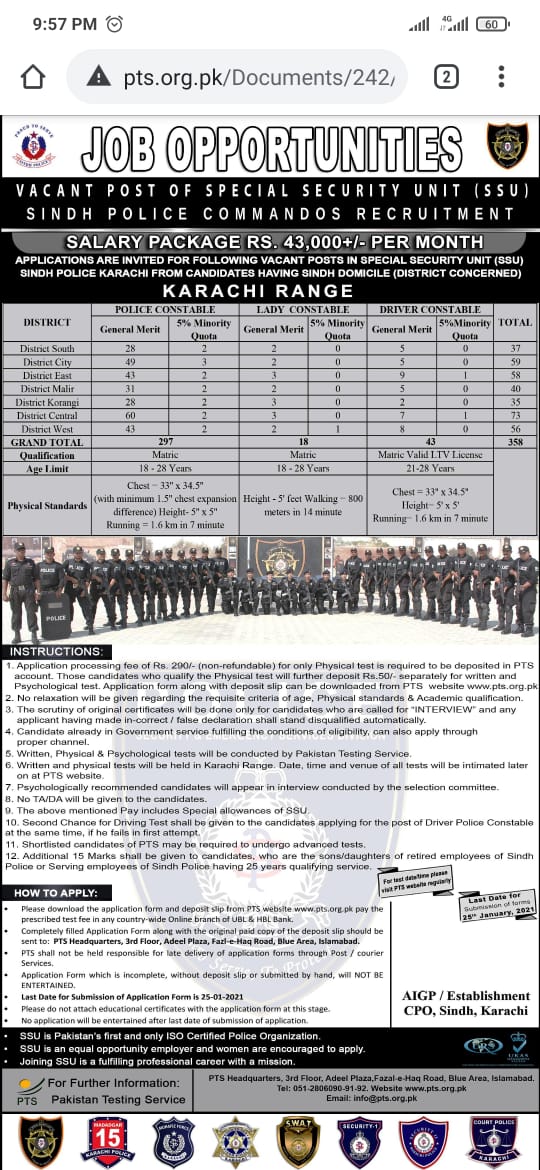 9:57 PM
4G
60
pts.org.pk/Documents/242/
2
PROUD TO SERVE
JOB OPPORTUNITIES
VACANT POST OF SPECIAL SECURITY UNIT (SSU)
SINDH POLICE COMMANDOS RECRUITMENT
SALARY PACKAGE RS. 43,000+/- PER MONTH
APPLICATIONS ARE INVITED FOR FOLLOWING VACANT POSTS IN SPECIAL SECURITY UNIT (SSU)
SINDH POLICE KARACHI FROM CANDIDATES HAVING SINDH DOMICILE (DISTRICT CONCERNED)
KARACHI RANGE
DISTRICT POLICE CONSTABLE LADY CONSTABLE DRIVER CONSTABLE TOTAL
General Merit 5% Minority Quota General Merit 5% Minority Quota General Merit 5%Minority Quota
District South 28 2 2 0 5 0 37
District City 49 3 2 0 5 0 59
District East 43 2 3 0 9 1 58
District Malir 31 2 2 0 5 0 40
District Korangi 28 2 3 0 2 0 35
District Central 60 2 3 0 7 1 73
District West 43 2 2 1 8 0 56
GRAND TOTAL 297 18 43 358
Qualification Matric Matric Matric Valid LTV License
Age Limit 18 - 28 Years 18 - 28 Years 21-28 Years
Physical Standards
Chest = 33" x 34.5"
(with minimum 1.5" chest expansion
difference) Height- 5" x 5"
Running = 1.6 km in 7 minute
Height - 5' feet Walking = 800
meters in 14 minute
Chest = 33" x 34.5"
Height= 5' x 5'
Running= 1.6 km in 7 minute
POLICE
INSTRUCTIONS:
1. Application processing fee of Rs. 290/- (non-refundable) for only Physical test is required to be deposited in PTS
account. Those candidates who qualify the Physical test will further deposit Rs.50/- separately for written and
Psychological test. Application form along with deposit slip can be downloaded from PTS website www.pts.org.pk
2. No relaxation will be given regarding the requisite criteria of age, Physical standards & Academic qualification.
3. The scrutiny of original certificates will be done only for candidates who are called for "INTERVIEW" and any
applicant having made in-correct / false declaration shall stand disqualified automatically.
4. Candidate already in Government service fulfilling the conditions of eligibility, can also apply through
proper channel.
5. Written, Physical & Psychological tests will be conducted by Pakistan Testing Service.
6. Written and physical tests will be held in Karachi Range. Date, time and venue of all tests will be intimated later
on at PTS website.
7. Psychologically recommended candidates will appear in interview conducted by the selection committee.
8. No TA/DA will be given to the candidates.
9. The above mentioned Pay includes Special allowances of SSU.
10. Second Chance for Driving Test shall be given to the candidates applying for the post of Driver Police Constable
at the same time, if he fails in first attempt.
11. Shortlisted candidates of PTS may be required to undergo advanced tests.
12. Additional 15 Marks shall be given to candidates, who are the sons/daughters of retired employees of Sindh
Police or Serving employees of Sindh Police having 25 years qualifying service.
For test date/time please
visit PTS website regularly
Last Date for
Submission of forms
25th January, 2021
HOW TO APPLY:
• Please download the application form and deposit slip from PTS website www.pts.org.pk pay the
prescribed test fee in any country-wide Online branch of UBL & HBL Bank.
• Completely filled Application Form along with the original paid copy of the deposit slip should be
sent to: PTS Headquarters, 3rd Floor, Adeel Plaza, Fazl-e-Haq Road, Blue Area, Islamabad.
• PTS shall not be held responsible for late delivery of application forms through Post / courier
Services.
• Application Form which is incomplete, without deposit slip or submitted by hand, will NOT BE
ENTERTAINED.
• Last Date for Submission of Application Form is 25-01-2021
• Please do not attach educational certificates with the application form at this stage.
• No application will be entertained after last date of submission of application.
AIGP / Establishment
CPO, Sindh, Karachi
• SSU is Pakistan's first and only ISO Certified Police Organization.
• SSU is an equal opportunity employer and women are encouraged to apply.
• Joining SSU is a fulfilling professional career with a mission.
UKAS
PTS
For Further Information:
Pakistan Testing Service
PTS Headquarters, 3rd Floor, Adeel Plaza,Fazal-e-Haq Road, Blue Area, Islamabad.
Tel: 051-2806090-91-92. Website www.pts.org.pk
Email: info@pts.org.pk
MADADGAR
15
KARACHI POLICE
S.W.A.T
SECURITY-1
COURT POLICE
KARACHI